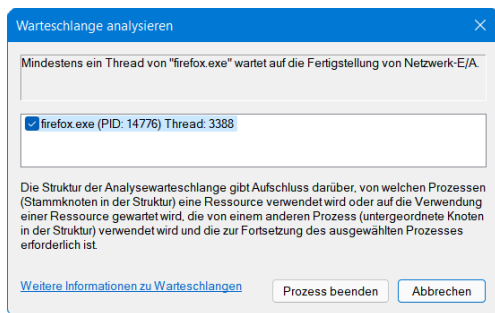 Warteschlange analysieren
Mindestens ein Thread von "firefox.exe" wartet auf die Fertigstellung von Netzwerk-E/A.
firefox.exe (PID: 14776) Thread: 3388
Die Struktur der Analysewarteschlange gibt Aufschluss darüber, von welchen Prozessen
(Stammknoten in der Struktur) eine Ressource verwendet wird oder auf die Verwendung
einer Ressource gewartet wird, die von einem anderen Prozess (untergeordnete Knoten
in der Struktur) verwendet wird und die zur Fortsetzung des ausgewählten Prozesses
erforderlich ist.
Weitere Informationen zu Warteschlangen
Prozess beenden
Abbrechen